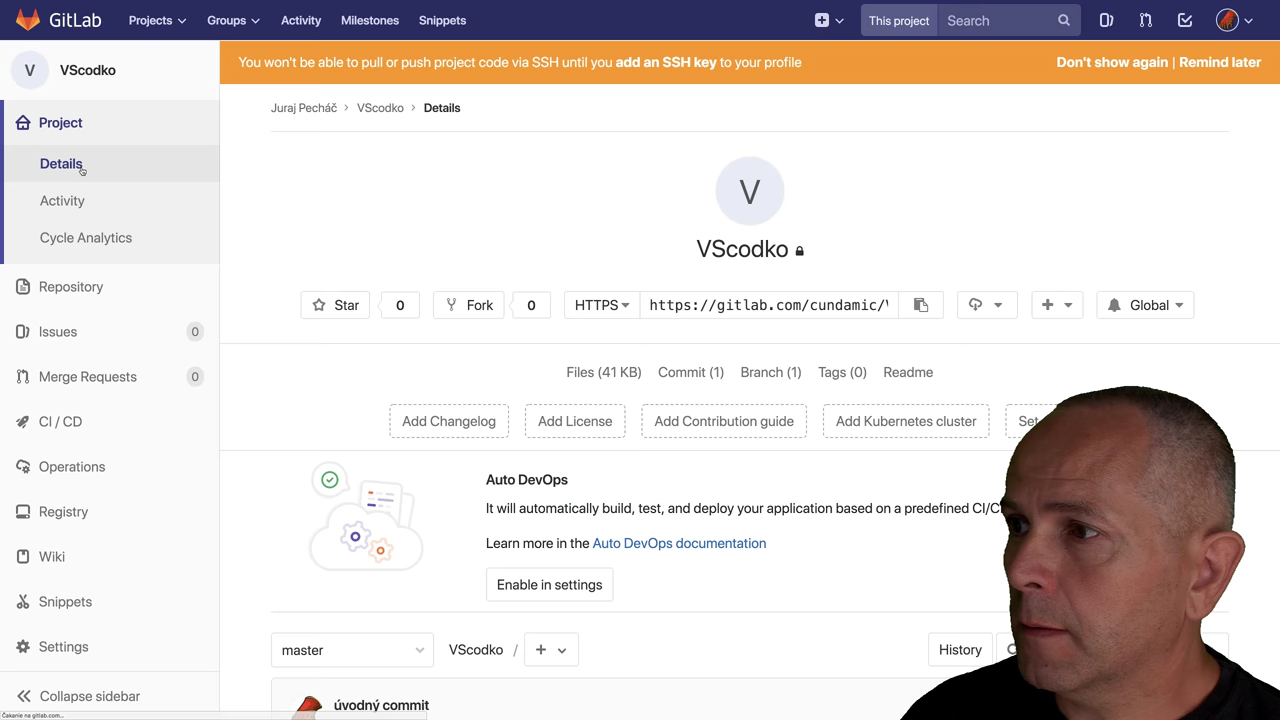 GitLab Projects Groups Activity Milestones Snippets This project Search
V VScodko
You won't be able to pull or push project code via SSH until you add an SSH key to your profile Don't show again | Remind later
Juraj Pecháč > VScodko > Details
Project
Details
Activity
Cycle Analytics
Repository
Issues 0
Merge Requests 0
CI / CD
Operations
Registry
Wiki
Snippets
Settings
Collapse sidebar
Čakanie na gitlab.com...
V
VScodko
Star 0 Fork 0 HTTPS https://gitlab.com/cundamic/ Global
Files (41 KB) Commit (1) Branch (1) Tags (0) Readme
Add Changelog Add License Add Contribution guide Add Kubernetes cluster
Auto DevOps
It will automatically build, test, and deploy your application based on a predefined
Learn more in the Auto DevOps documentation
Enable in settings
master VScodko / + History
úvodný commit